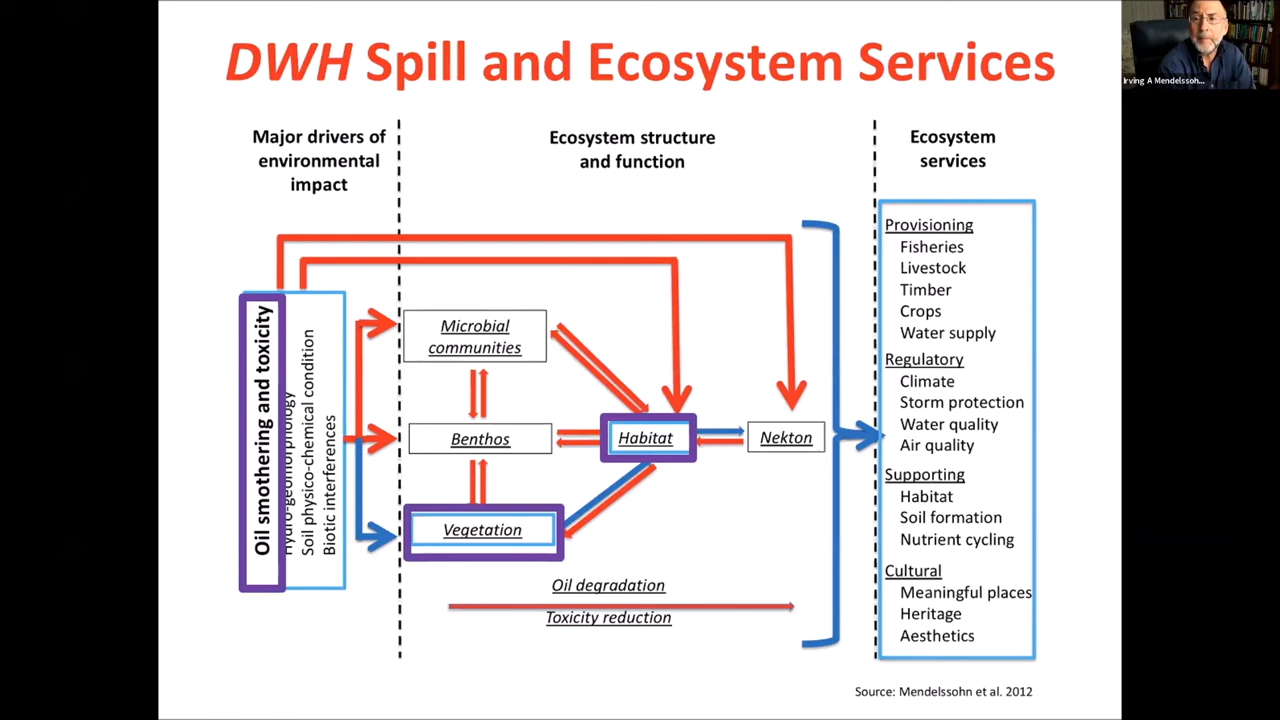 DWH Spill and Ecosystem Services
Irving A Mendelssoh...
Major drivers of
environmental
impact
Ecosystem structure
and function
Ecosystem
services
Oil smothering and toxicity
Hydro-geomorphology
Soil physico-chemical condition
Biotic interferences
Microbial
communities
Benthos
Habitat
Nekton
Vegetation
Oil degradation
Toxicity reduction
Provisioning
Fisheries
Livestock
Timber
Crops
Water supply
Regulatory
Climate
Storm protection
Water quality
Air quality
Supporting
Habitat
Soil formation
Nutrient cycling
Cultural
Meaningful places
Heritage
Aesthetics
Source: Mendelssohn et al. 2012